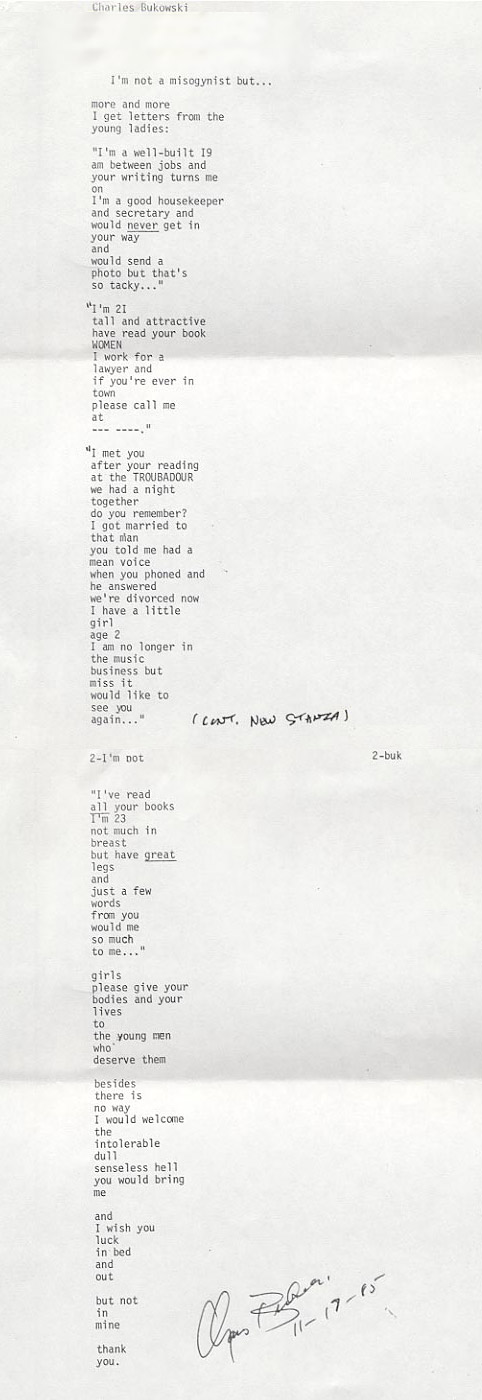 Charles Bukowski
I'm not a misogynist but...
more and more
I get letters from the
young ladies:
"I'm a well-built I9
am between jobs and
your writing turns me
on
I'm a good housekeeper
and secretary and
would never get in
your way
and
would send a
photo but that's
so tacky..."
"I'm 2I
tall and attractive
have read your book
WOMEN
I work for a
lawyer and
if you're ever in
town
please call me
at
--- ----."
"I met you
after your reading
at the TROUBADOUR
we had a night
together
do you remember?
I got married to
that man
you told me had a
mean voice
when you phoned and
he answered
we're divorced now
I have a little
girl
age 2
I am no longer in
the music
business but
miss it
would like to
see you
again..." (CONT. NEW STANZA)
2-I'm not 2-buk
"I've read
all your books
I'm 23
not much in
breast
but have great
legs
and
just a few
words
from you
would me
so much
to me..."
girls
please give your
bodies and your
lives
to
the young men
who
deserve them
besides
there is
no way
I would welcome
the
intolerable
dull
senseless hell
you would bring
me
and
I wish you
luck
in bed
and
out
but not
in
mine
thank
you.
11-19-85